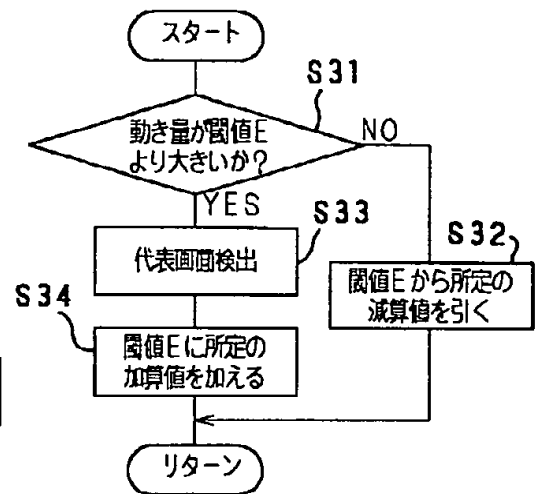 スタート
S31
動き量が閾値E
より大きいか?
NO
YES
S33
代表画面検出
S32
閾値Eから所定の
減算値を引く
S34
閾値Eに所定の
加算値を加える
リターン